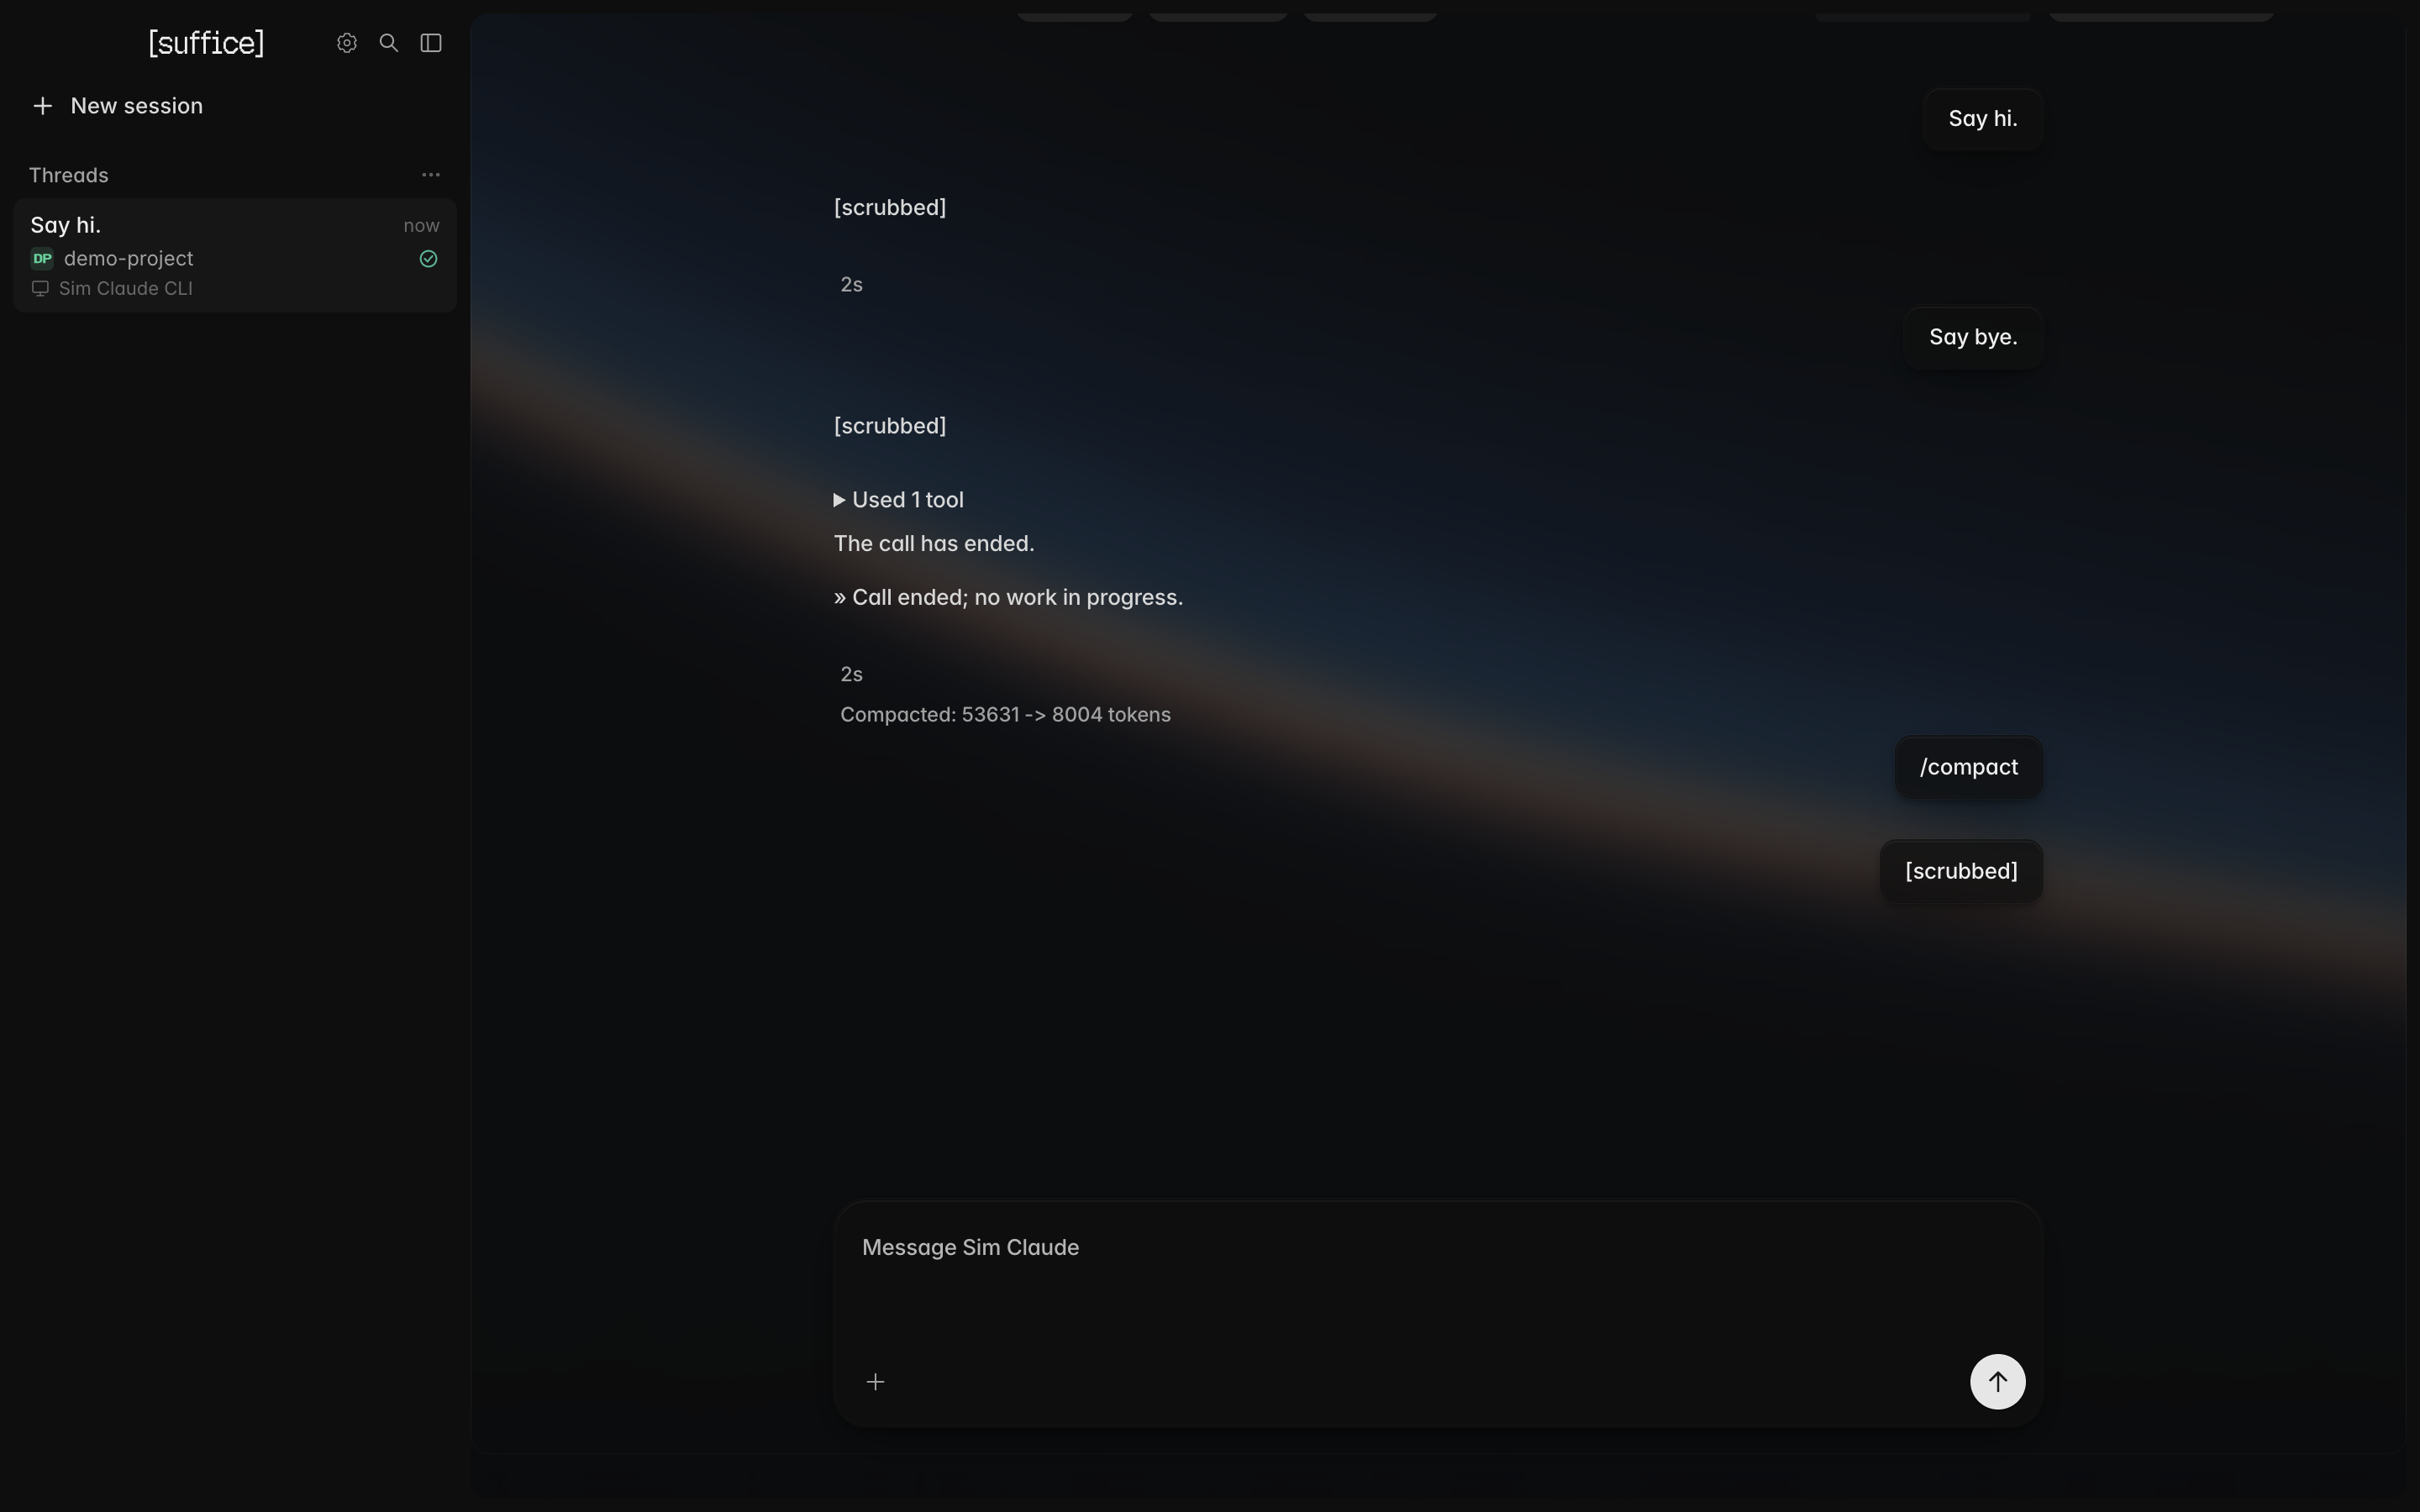 [suffice]
New session
Threads
Say hi.
now
DP
demo-project
Sim Claude CLI
Say hi.
[scrubbed]
2s
Say bye.
[scrubbed]
Used 1 tool
The call has ended.
» Call ended; no work in progress.
2s
Compacted: 53631 -> 8004 tokens
/compact
[scrubbed]
Message Sim Claude